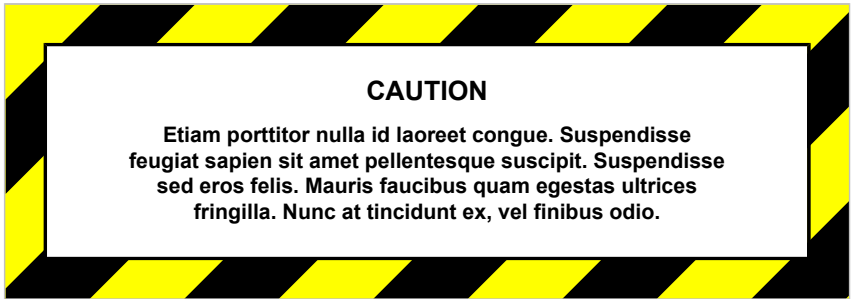 CAUTION
Etiam porttitor nulla id laoreet congue. Suspendisse
feugiat sapien sit amet pellentesque suscipit. Suspendisse
sed eros felis. Mauris faucibus quam egestas ultrices
fringilla. Nunc at tincidunt ex, vel finibus odio.